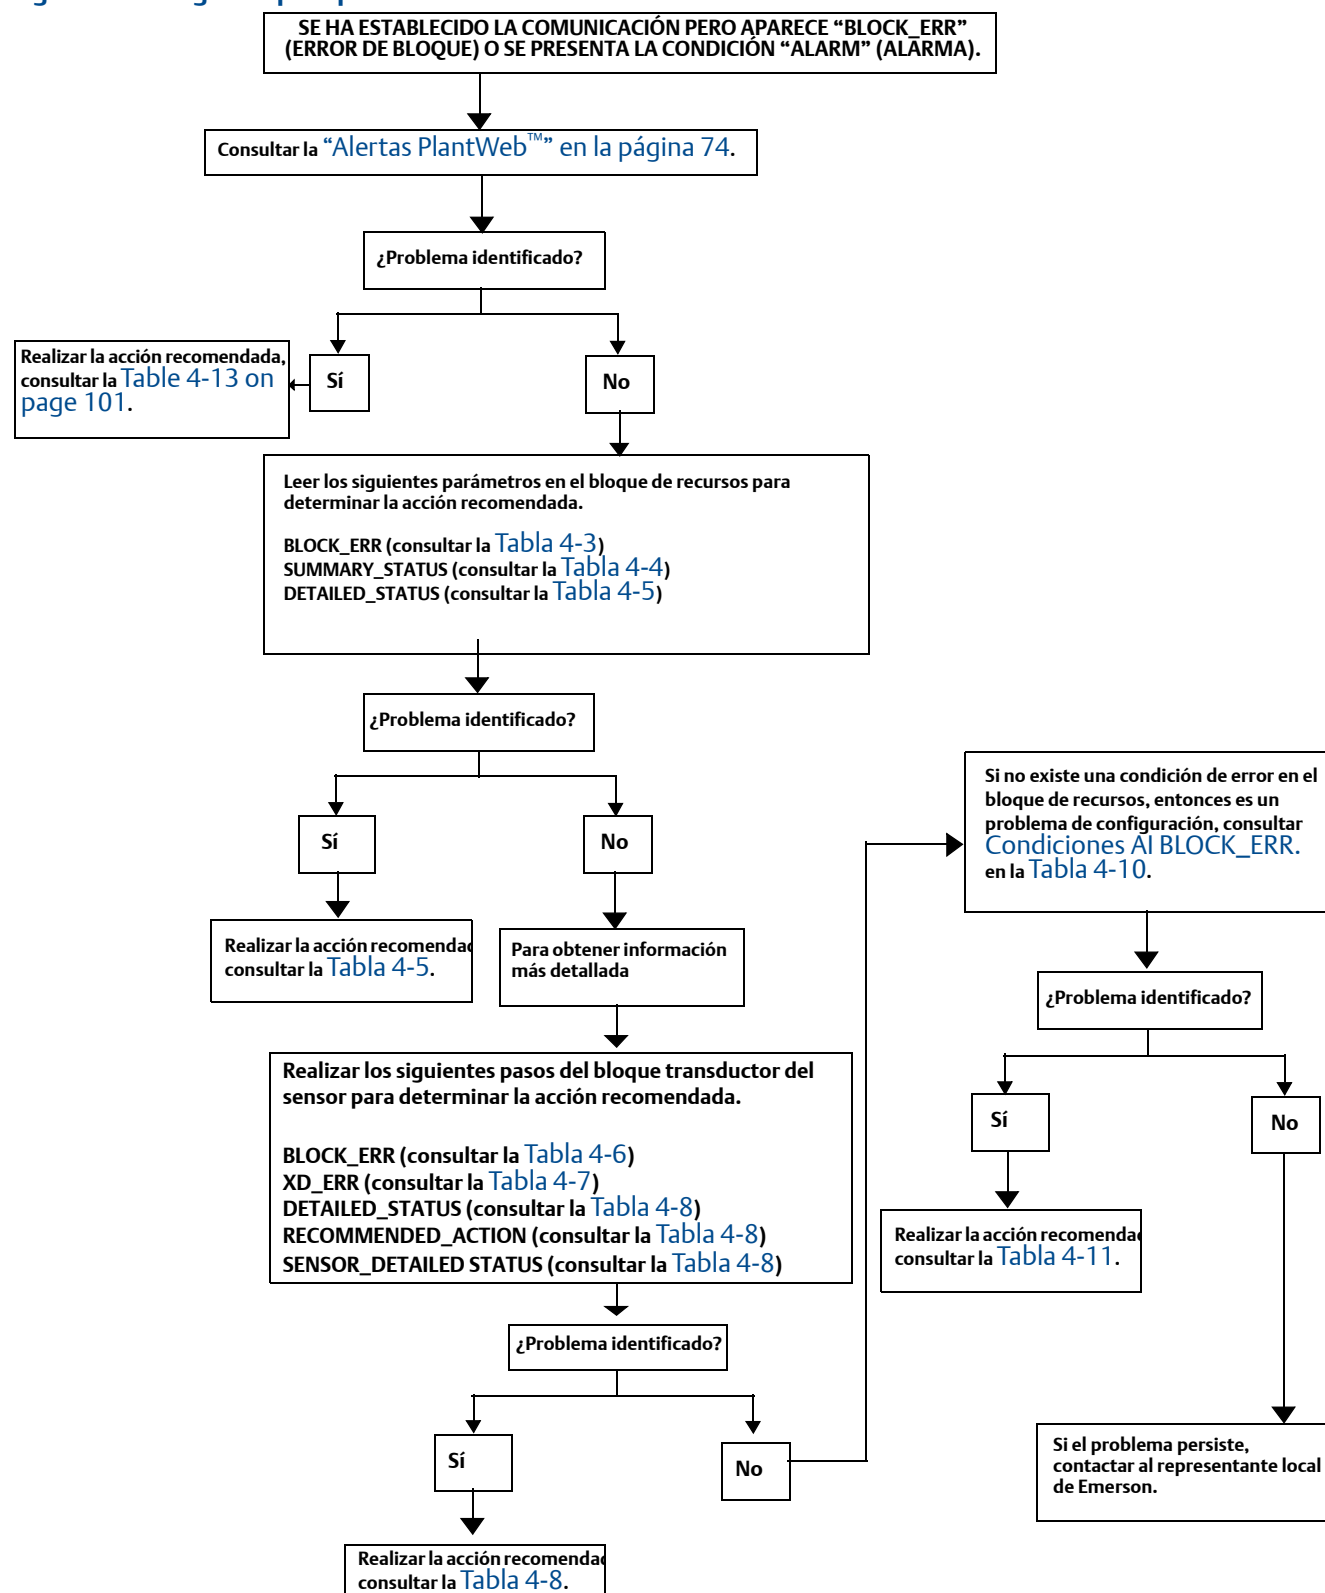 SE HA ESTABLECIDO LA COMUNICACIÓN PERO APARECE “BLOCK_ERR”
(ERROR DE BLOQUE) O SE PRESENTA LA CONDICIÓN “ALARM” (ALARMA).
Consultar la “Alertas PlantWeb™” en la página 74.
¿Problema identificado?
Realizar la acción recomendada,
consultar la Table 4-13 on
page 101.
Sí
No
Leer los siguientes parámetros en el bloque de recursos para
determinar la acción recomendada.
BLOCK_ERR (consultar la Tabla 4-3)
SUMMARY_STATUS (consultar la Tabla 4-4)
DETAILED_STATUS (consultar la Tabla 4-5)
¿Problema identificado?
Sí
No
Realizar la acción recomendad
consultar la Tabla 4-5.
Para obtener información
más detallada
Realizar los siguientes pasos del bloque transductor del
sensor para determinar la acción recomendada.
BLOCK_ERR (consultar la Tabla 4-6)
XD_ERR (consultar la Tabla 4-7)
DETAILED_STATUS (consultar la Tabla 4-8)
RECOMMENDED_ACTION (consultar la Tabla 4-8)
SENSOR_DETAILED STATUS (consultar la Tabla 4-8)
¿Problema identificado?
Sí
No
Realizar la acción recomendad
consultar la Tabla 4-8.
Si no existe una condición de error en el
bloque de recursos, entonces es un
problema de configuración, consultar
Condiciones AI BLOCK_ERR.
en la Tabla 4-10.
¿Problema identificado?
Sí
No
Realizar la acción recomendad
consultar la Tabla 4-11.
Si el problema persiste,
contactar al representante local
de Emerson.